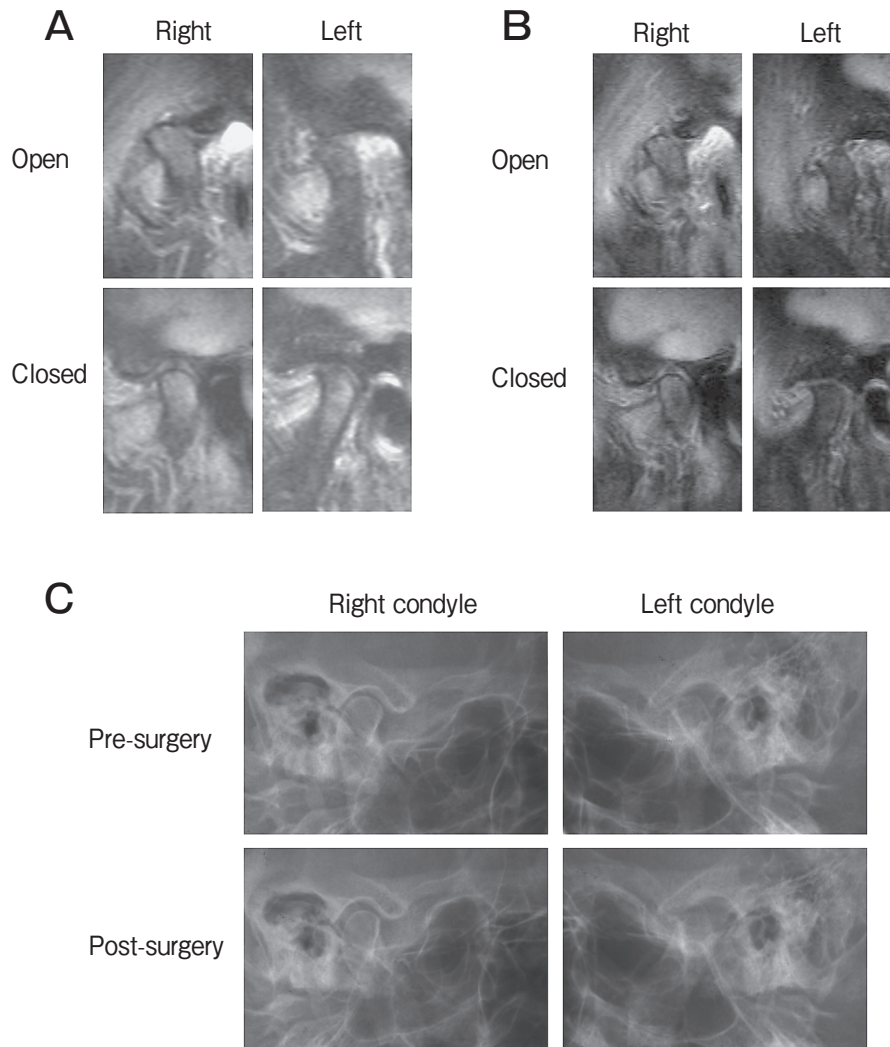 A
Right
Left
Open
Closed
B
Right
Left
Open
Closed
C
Right condyle
Left condyle
Pre-surgery
Post-surgery